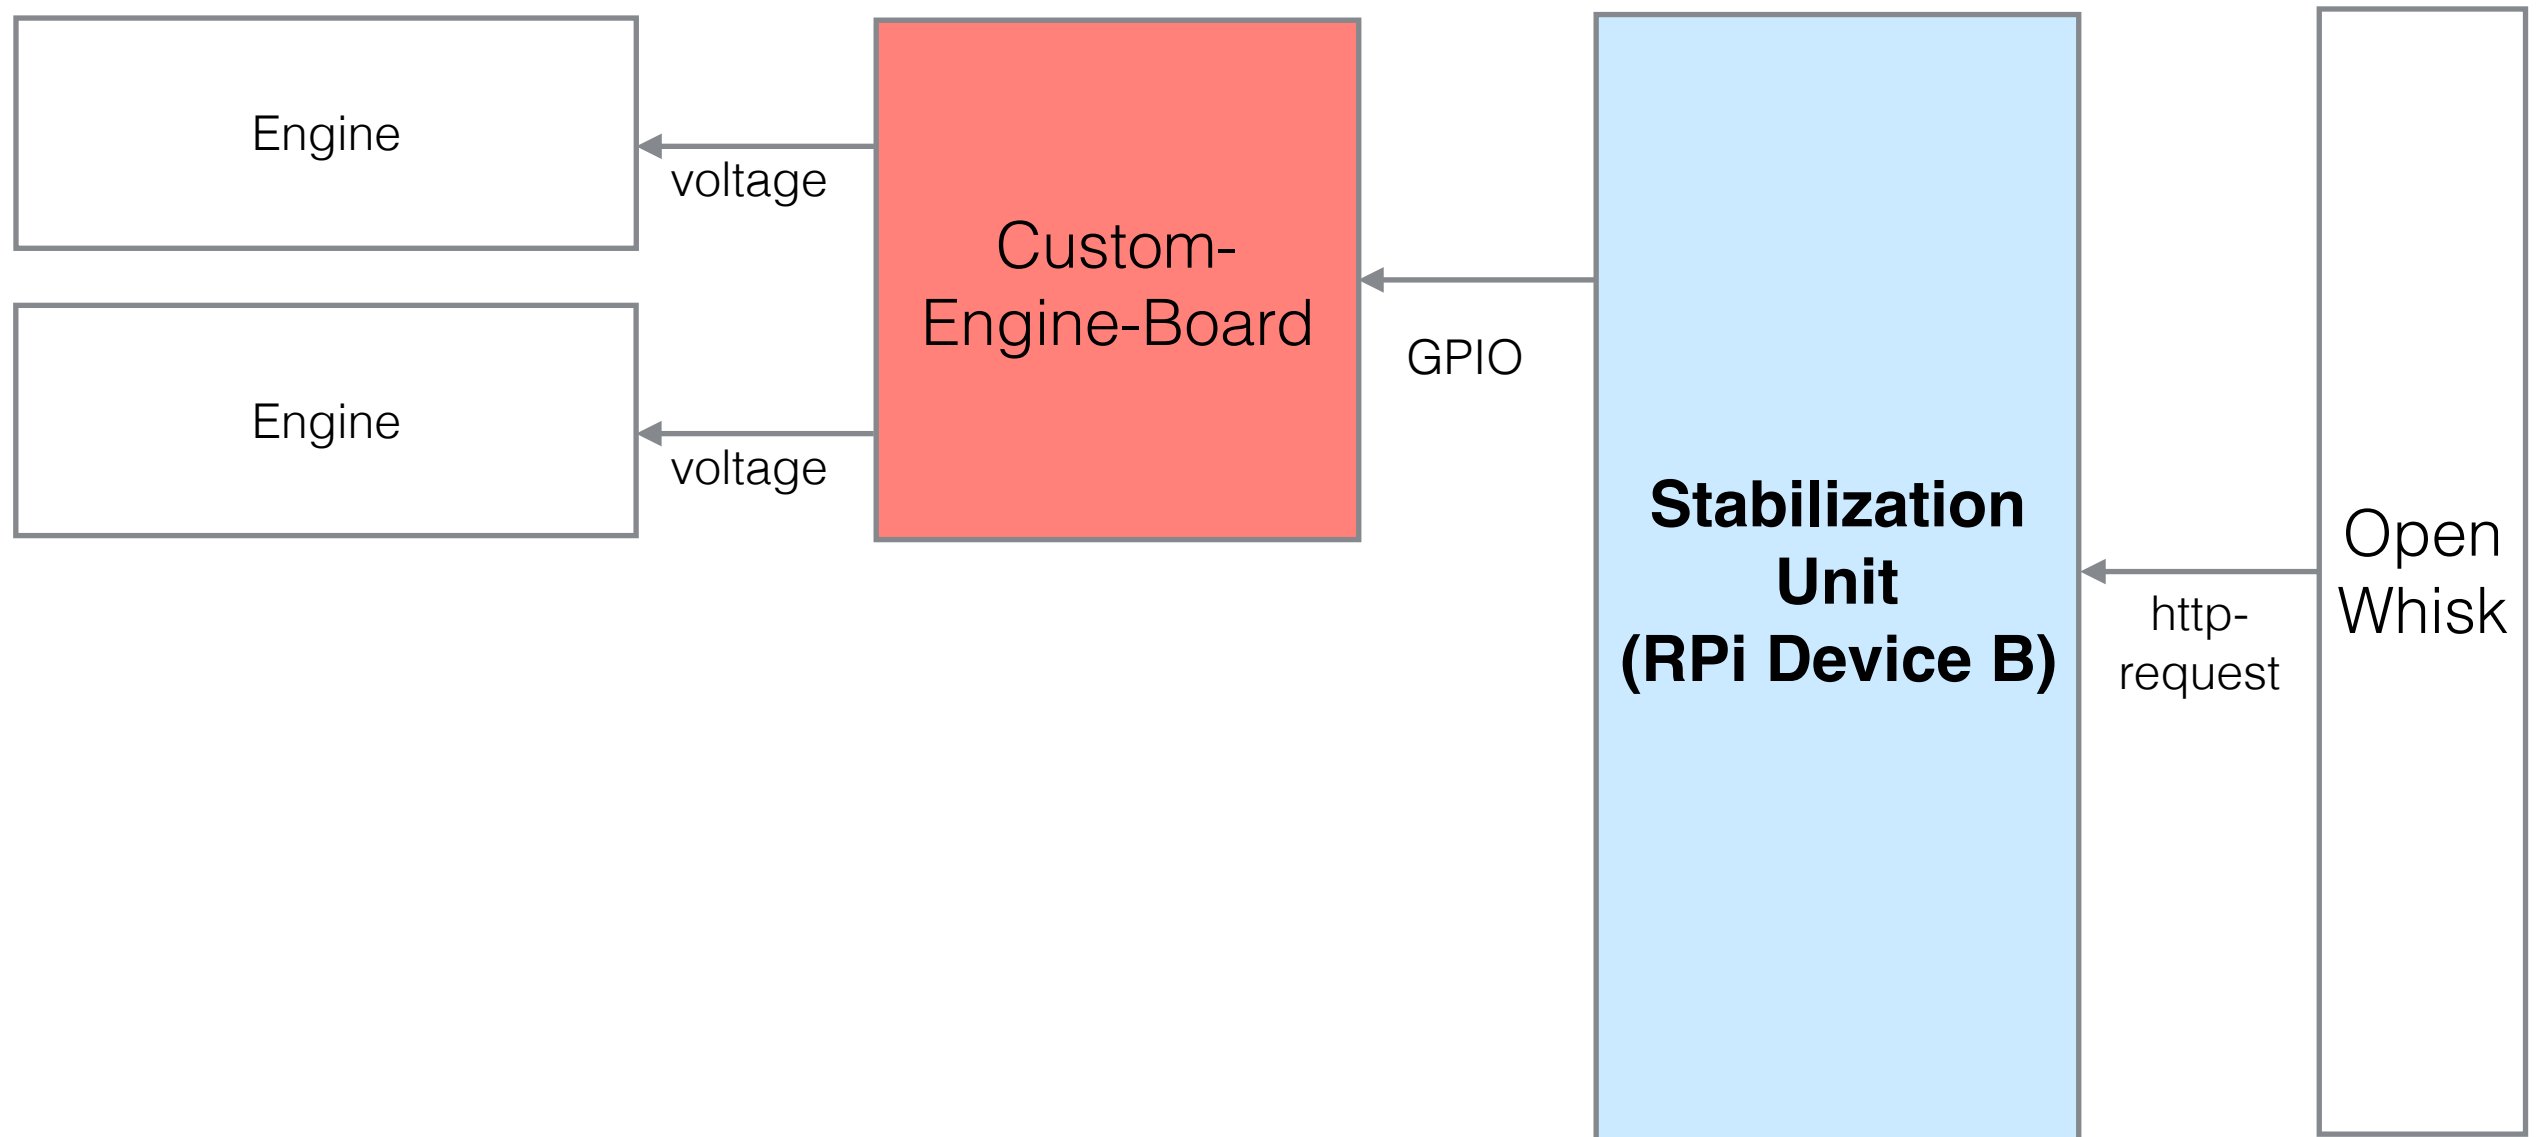 Engine
voltage
Engine
voltage
Custom-
Engine-Board
GPIO
Stabilization
Unit
(RPi Device B)
http-
request
Open
Whisk